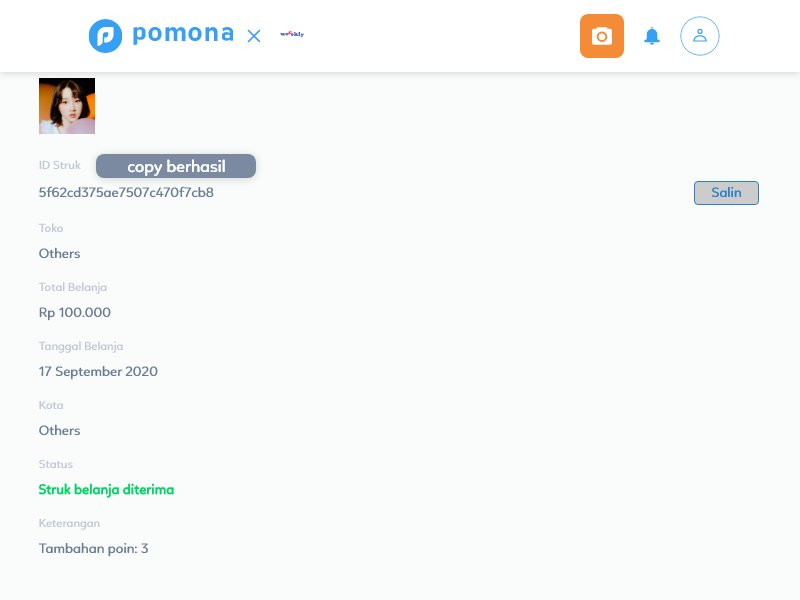 pomona
weekly
ID Struk
copy berhasil
5f62cd375ae7507c470f7cb8
Salin
Toko
Others
Total Belanja
Rp 100.000
Tanggal Belanja
17 September 2020
Kota
Others
Status
Struk belanja diterima
Keterangan
Tambahan poin: 3